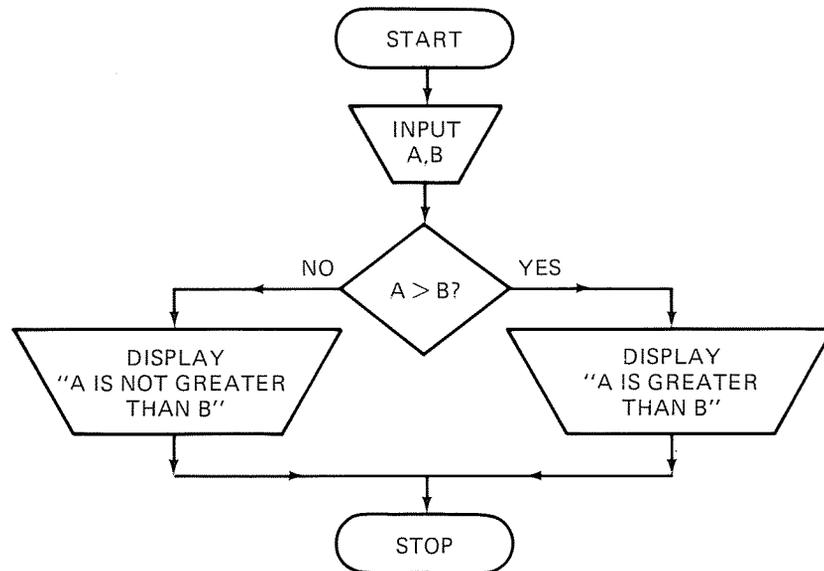 START
INPUT
A,B
A > B?
NO
YES
DISPLAY
"A IS NOT GREATER
THAN B"
DISPLAY
"A IS GREATER
THAN B"
STOP